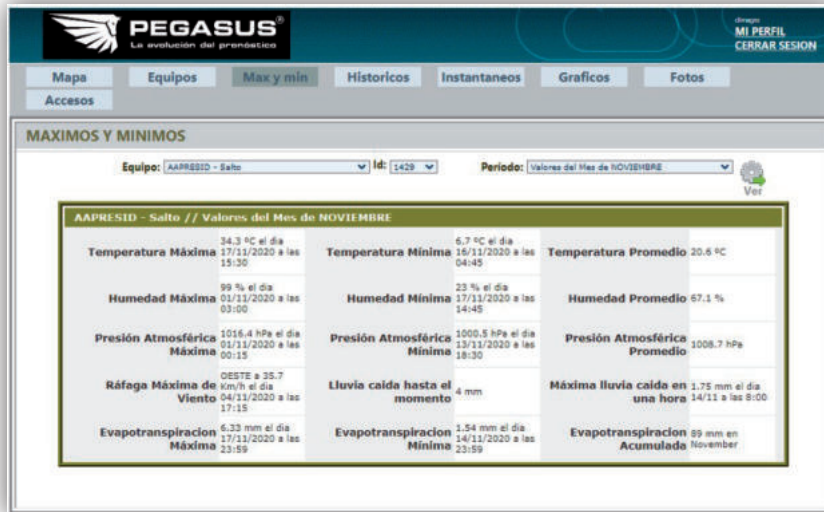 PEGASUS®
La evolución del pronóstico
MI PERFIL
CERRAR SESION
Mapa Equipos Max y min Historicos Instantaneos Graficos Fotos
Accesos
MAXIMOS Y MINIMOS
Equipo: AAPRESID - Salto Id: 1429 Período: Valores del Mes de NOVIEMBRE
Ver
AAPRESID - Salto // Valores del Mes de NOVIEMBRE
Temperatura Máxima 34.3 ºC el dia 17/11/2020 a las 15:30 Temperatura Mínima 6.7 ºC el dia 16/11/2020 a las 04:45 Temperatura Promedio 20.6 ºC
Humedad Máxima 99 % el dia 01/11/2020 a las 03:00 Humedad Mínima 23 % el dia 17/11/2020 a las 14:45 Humedad Promedio 67.1 %
Presión Atmosférica Máxima 1016.4 hPa el dia 01/11/2020 a las 00:15 Presión Atmosférica Mínima 1000.5 hPa el dia 13/11/2020 a las 18:30 Presión Atmosférica Promedio 1008.7 hPa
Ráfaga Máxima de Viento OESTE a 35.7 Km/h el dia 04/11/2020 a las 17:15 Lluvia caida hasta el momento 4 mm Máxima lluvia caida en una hora 1.75 mm el dia 14/11 a las 8:00
Evapotranspiracion Máxima 6.33 mm el dia 17/11/2020 a las 23:59 Evapotranspiracion Mínima 1.54 mm el dia 14/11/2020 a las 23:59 Evapotranspiracion Acumulada 89 mm en November